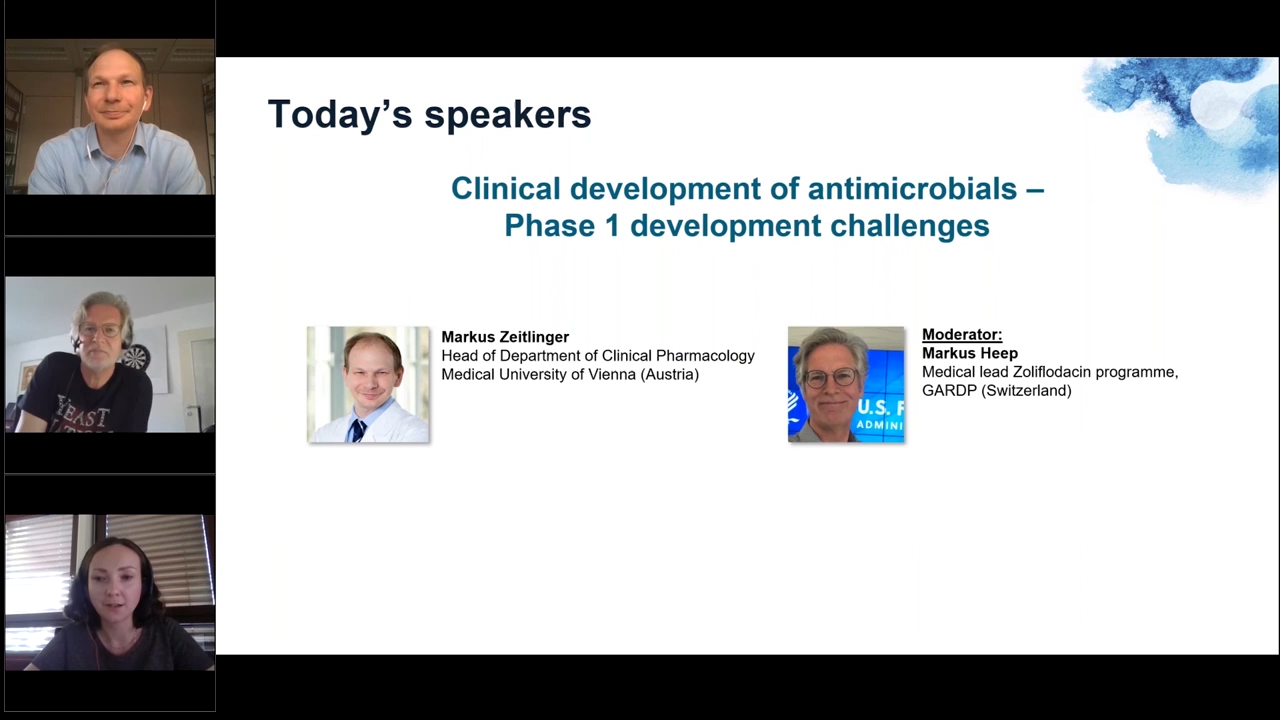 Today's speakers
Clinical development of antimicrobials –
Phase 1 development challenges
Markus Zeitlinger
Head of Department of Clinical Pharmacology
Medical University of Vienna (Austria)
Moderator:
Markus Heep
Medical lead Zoliflodacin programme,
GARDP (Switzerland)
U.S. F
ADMINI